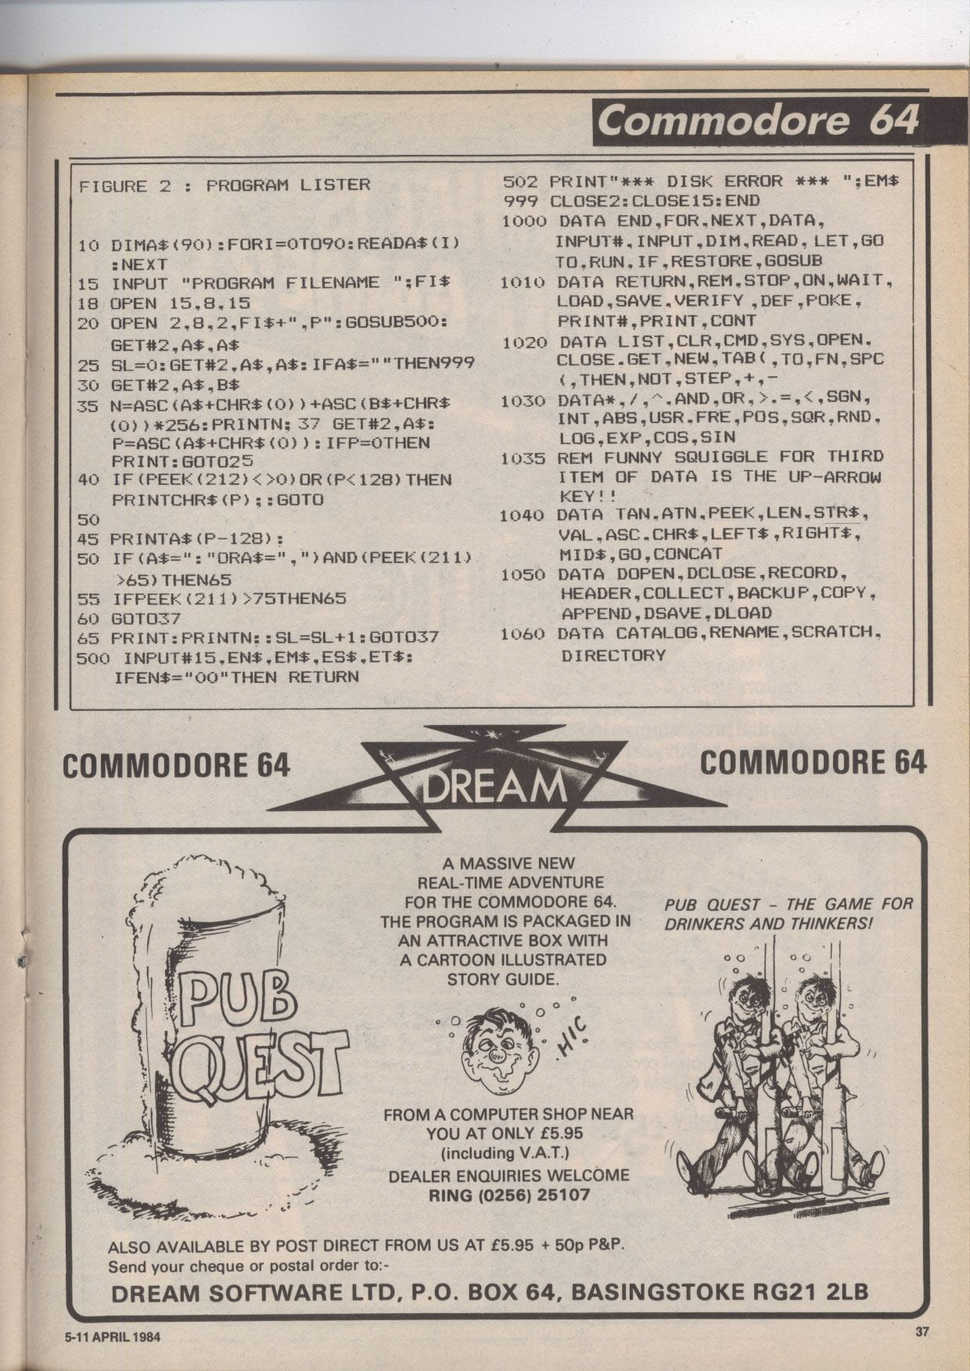 Commodore 64
FIGURE 2 : PROGRAM LISTER
10 DIMA$(90):FORI=0TO90:READA$(I)
:NEXT
15 INPUT "PROGRAM FILENAME ";FI$
18 OPEN 15,8,15
20 OPEN 2,8,2,FI$+",P":GOSUB500:
GET#2,A$,A$
25 SL=0:GET#2,A$,A$:IFA$=""THEN999
30 GET#2,A$,B$
35 N=ASC(A$+CHR$(0))+ASC(B$+CHR$
(0))*256:PRINTN; 37 GET#2,A$:
P=ASC(A$+CHR$(0)):IFP=0THEN
PRINT:GOTO25
40 IF(PEEK(212)<>0)OR(P<128)THEN
PRINTCHR$(P);:GOTO
50
45 PRINTA$(P-128);
50 IF(A$=":"ORA$=",")AND(PEEK(211)
>65)THEN65
55 IFPEEK(211)>75THEN65
60 GOTO37
65 PRINT:PRINTN;:SL=SL+1:GOTO37
500 INPUT#15,EN$,EM$,ES$,ET$:
IFEN$="00"THEN RETURN
502 PRINT"*** DISK ERROR *** ";EM$
999 CLOSE2:CLOSE15:END
1000 DATA END,FOR,NEXT,DATA,
INPUT#,INPUT,DIM,READ, LET,GO
TO,RUN,IF,RESTORE,GOSUB
1010 DATA RETURN,REM,STOP,ON,WAIT,
LOAD,SAVE,VERIFY ,DEF,POKE,
PRINT#,PRINT,CONT
1020 DATA LIST,CLR,CMD,SYS,OPEN,
CLOSE,GET,NEW,TAB(,TO,FN,SPC
(,THEN,NOT,STEP,+,-
1030 DATA*,/,^,AND,OR,>,=,<,SGN,
INT,ABS,USR,FRE,POS,SQR,RND,
LOG,EXP,COS,SIN
1035 REM FUNNY SQUIGGLE FOR THIRD
ITEM OF DATA IS THE UP-ARROW
KEY!!
1040 DATA TAN,ATN,PEEK,LEN,STR$,
VAL,ASC,CHR$,LEFT$,RIGHT$,
MID$,GO,CONCAT
1050 DATA DOPEN,DCLOSE,RECORD,
HEADER,COLLECT,BACKUP,COPY,
APPEND,DSAVE,DLOAD
1060 DATA CATALOG,RENAME,SCRATCH,
DIRECTORY
COMMODORE 64
DREAM
COMMODORE 64
PUB
QUEST
A MASSIVE NEW
REAL-TIME ADVENTURE
FOR THE COMMODORE 64.
THE PROGRAM IS PACKAGED IN
AN ATTRACTIVE BOX WITH
A CARTOON ILLUSTRATED
STORY GUIDE.
HIC
FROM A COMPUTER SHOP NEAR
YOU AT ONLY £5.95
(including V.A.T.)
DEALER ENQUIRIES WELCOME
RING (0256) 25107
PUB QUEST – THE GAME FOR
DRINKERS AND THINKERS!
ALSO AVAILABLE BY POST DIRECT FROM US AT £5.95 + 50p P&P.
Send your cheque or postal order to:-
DREAM SOFTWARE LTD, P.O. BOX 64, BASINGSTOKE RG21 2LB
5-11 APRIL 1984
37